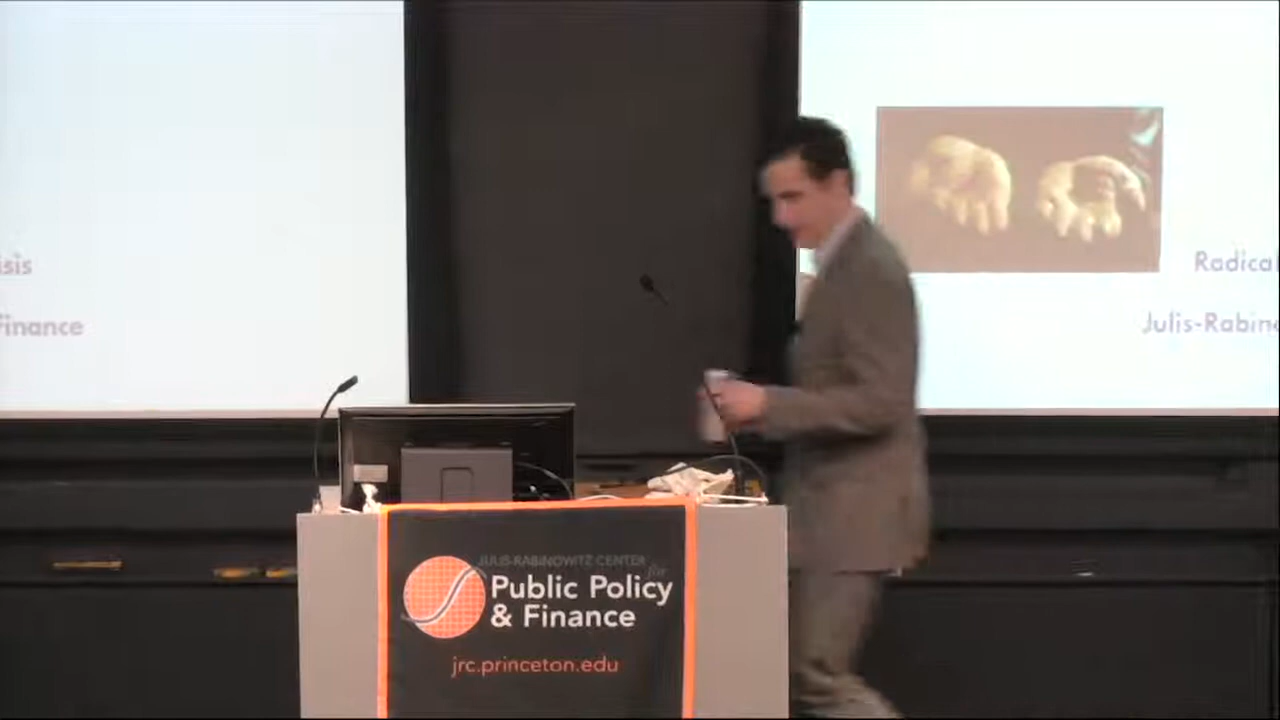 isis
Finance
Radical
Julis-Rabino
JULIS-RABINOWITZ CENTER for
Public Policy
& Finance
jrc.princeton.edu